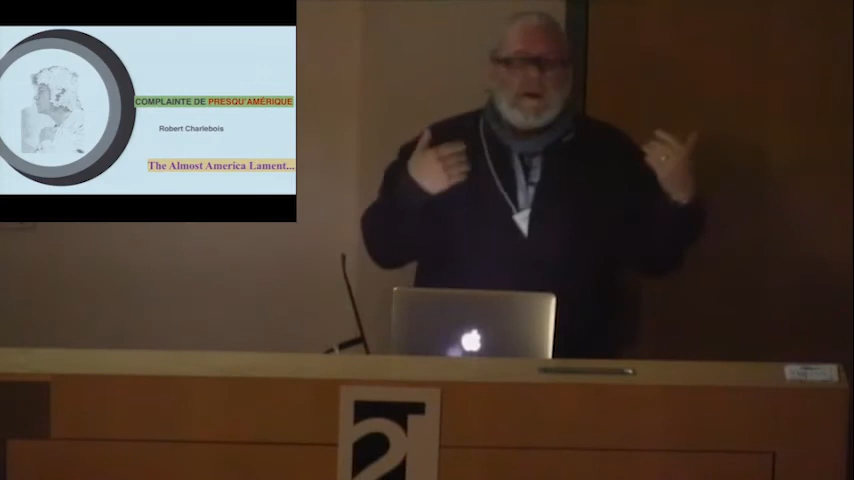 COMPLAINTE DE PRESQU'AMÉRIQUE
Robert Charlebois
The Almost America Lament...